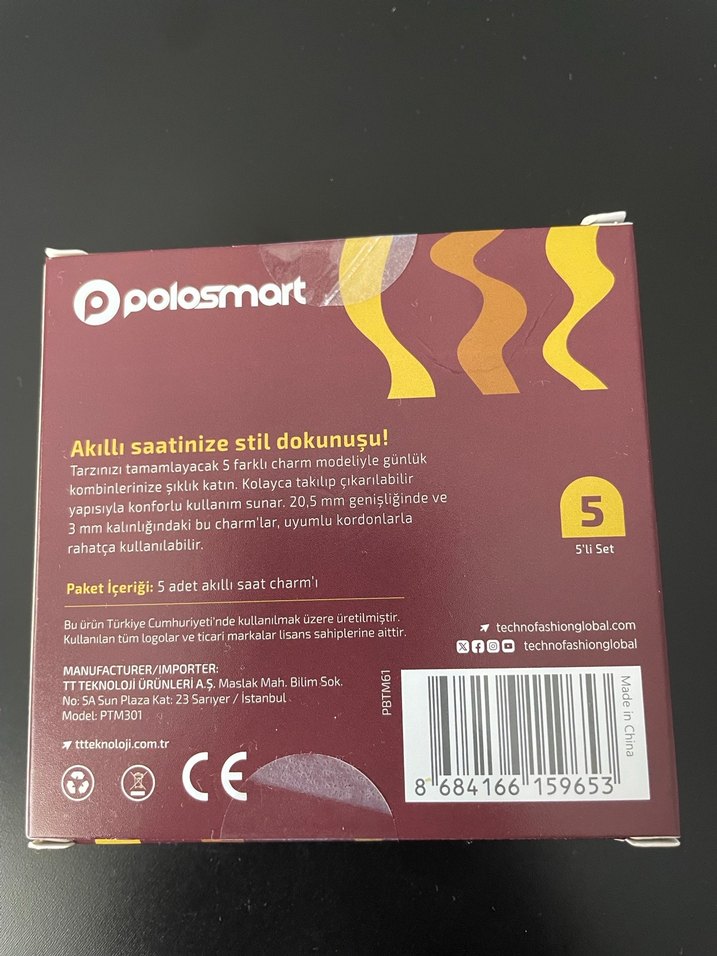 polosmart
Akıllı saatinize stil dokunuşu!
Tarzınızı tamamlayacak 5 farklı charm modeliyle günlük
kombinlerinize şıklık katın. Kolayca takılıp çıkarılabilir
yapısıyla konforlu kullanım sunar. 20,5 mm genişliğinde ve
3 mm kalınlığındaki bu charm'lar, uyumlu kordonlarla
rahatça kullanılabilir.
5
5'li Set
Paket İçeriği: 5 adet akıllı saat charm'ı
Bu ürün Türkiye Cumhuriyeti'nde kullanılmak üzere üretilmiştir.
Kullanılan tüm logolar ve ticari markalar lisans sahiplerine aittir.
technofashionglobal.com
technofashionglobal
MANUFACTURER/IMPORTER:
TT TEKNOLOJİ ÜRÜNLERİ A.Ş. Maslak Mah. Bilim Sok.
No: 5A Sun Plaza Kat: 23 Sarıyer / İstanbul
Model: PTM301
ttteknoloji.com.tr
CE
PBTM61
Made in China
8 684166 159653